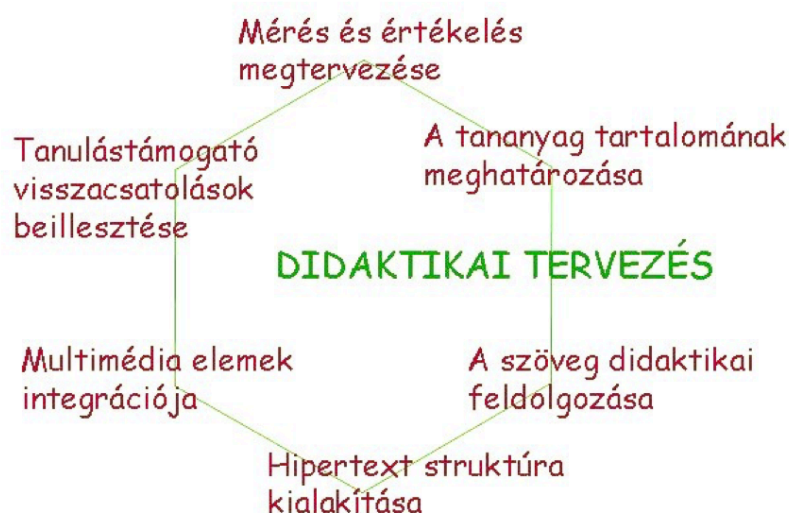 Mérés és értékelés
megtervezése
A tananyag tartalomának
meghatározása
Tanulástámogató
visszacsatolások
beillesztése
DIDAKTIKAI TERVEZÉS
Multimédia elemek
integrációja
A szöveg didaktikai
feldolgozása
Hipertext struktúra
kialakítása